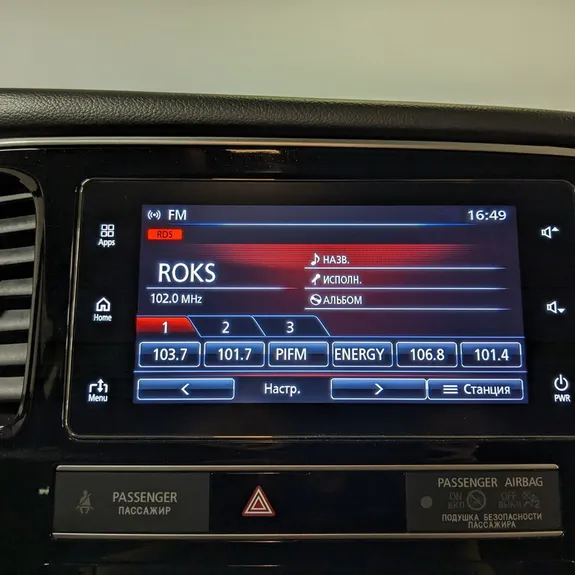 FM 16:49
RDS
Apps
ROKS
НАЗВ.
ИСПОЛН.
102.0 MHz
АЛЬБОМ
Home
1 2 3
103.7 101.7 PIFM ENERGY 106.8 101.4
Menu
< Настр. > Станция
PWR
PASSENGER
ПАССАЖИР
PASSENGER AIRBAG
ON OFF
ВКЛ ВЫКЛ 2
ПОДУШКА БЕЗОПАСНОСТИ
ПАССАЖИРА